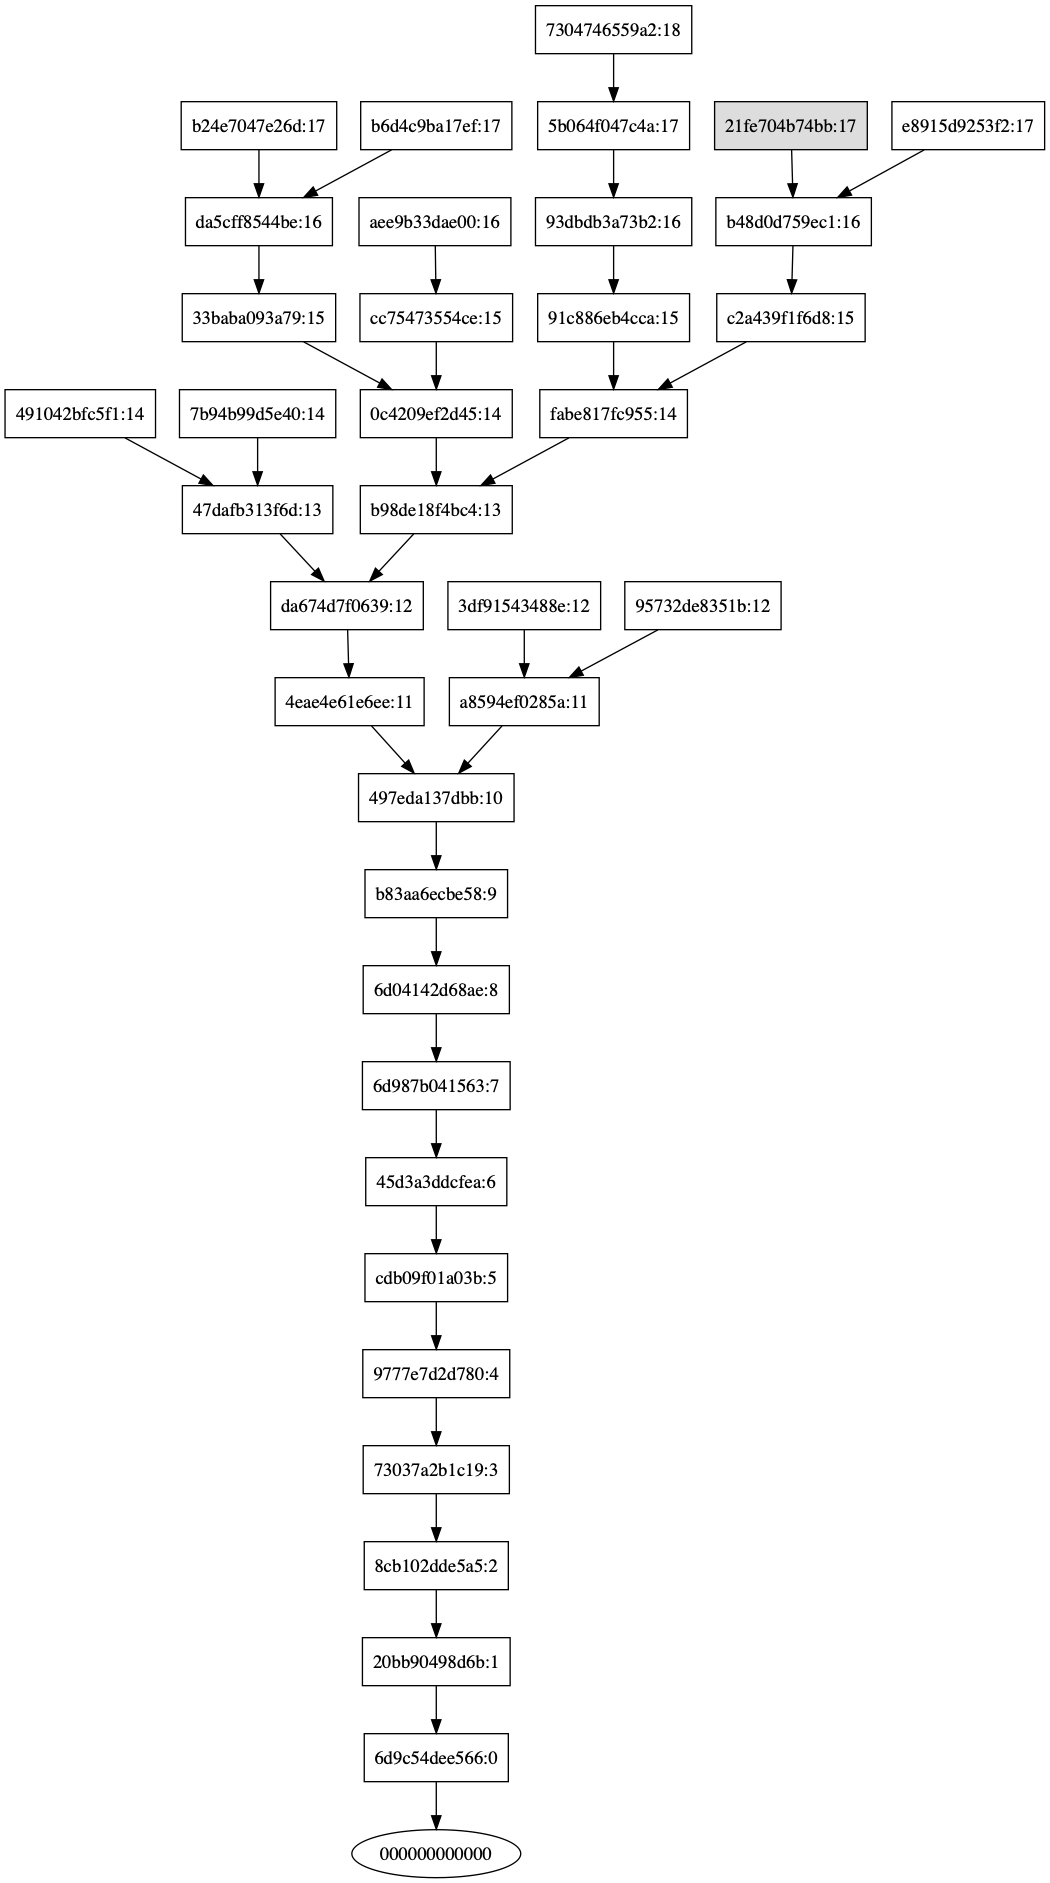 7304746559a2:18
b24e7047e26d:17
b6d4c9ba17ef:17
5b064f047c4a:17
21fe704b74bb:17
e8915d9253f2:17
da5cff8544be:16
aee9b33dae00:16
93dbdb3a73b2:16
b48d0d759ec1:16
33baba093a79:15
cc75473554ce:15
91c886eb4cca:15
c2a439f1f6d8:15
491042bfc5f1:14
7b94b99d5e40:14
0c4209ef2d45:14
fabe817fc955:14
47dafb313f6d:13
b98de18f4bc4:13
da674d7f0639:12
3df91543488e:12
95732de8351b:12
4eae4e61e6ee:11
a8594ef0285a:11
497eda137dbb:10
b83aa6ecbe58:9
6d04142d68ae:8
6d987b041563:7
45d3a3ddcfea:6
cdb09f01a03b:5
9777e7d2d780:4
73037a2b1c19:3
8cb102dde5a5:2
20bb90498d6b:1
6d9c54dee566:0
000000000000